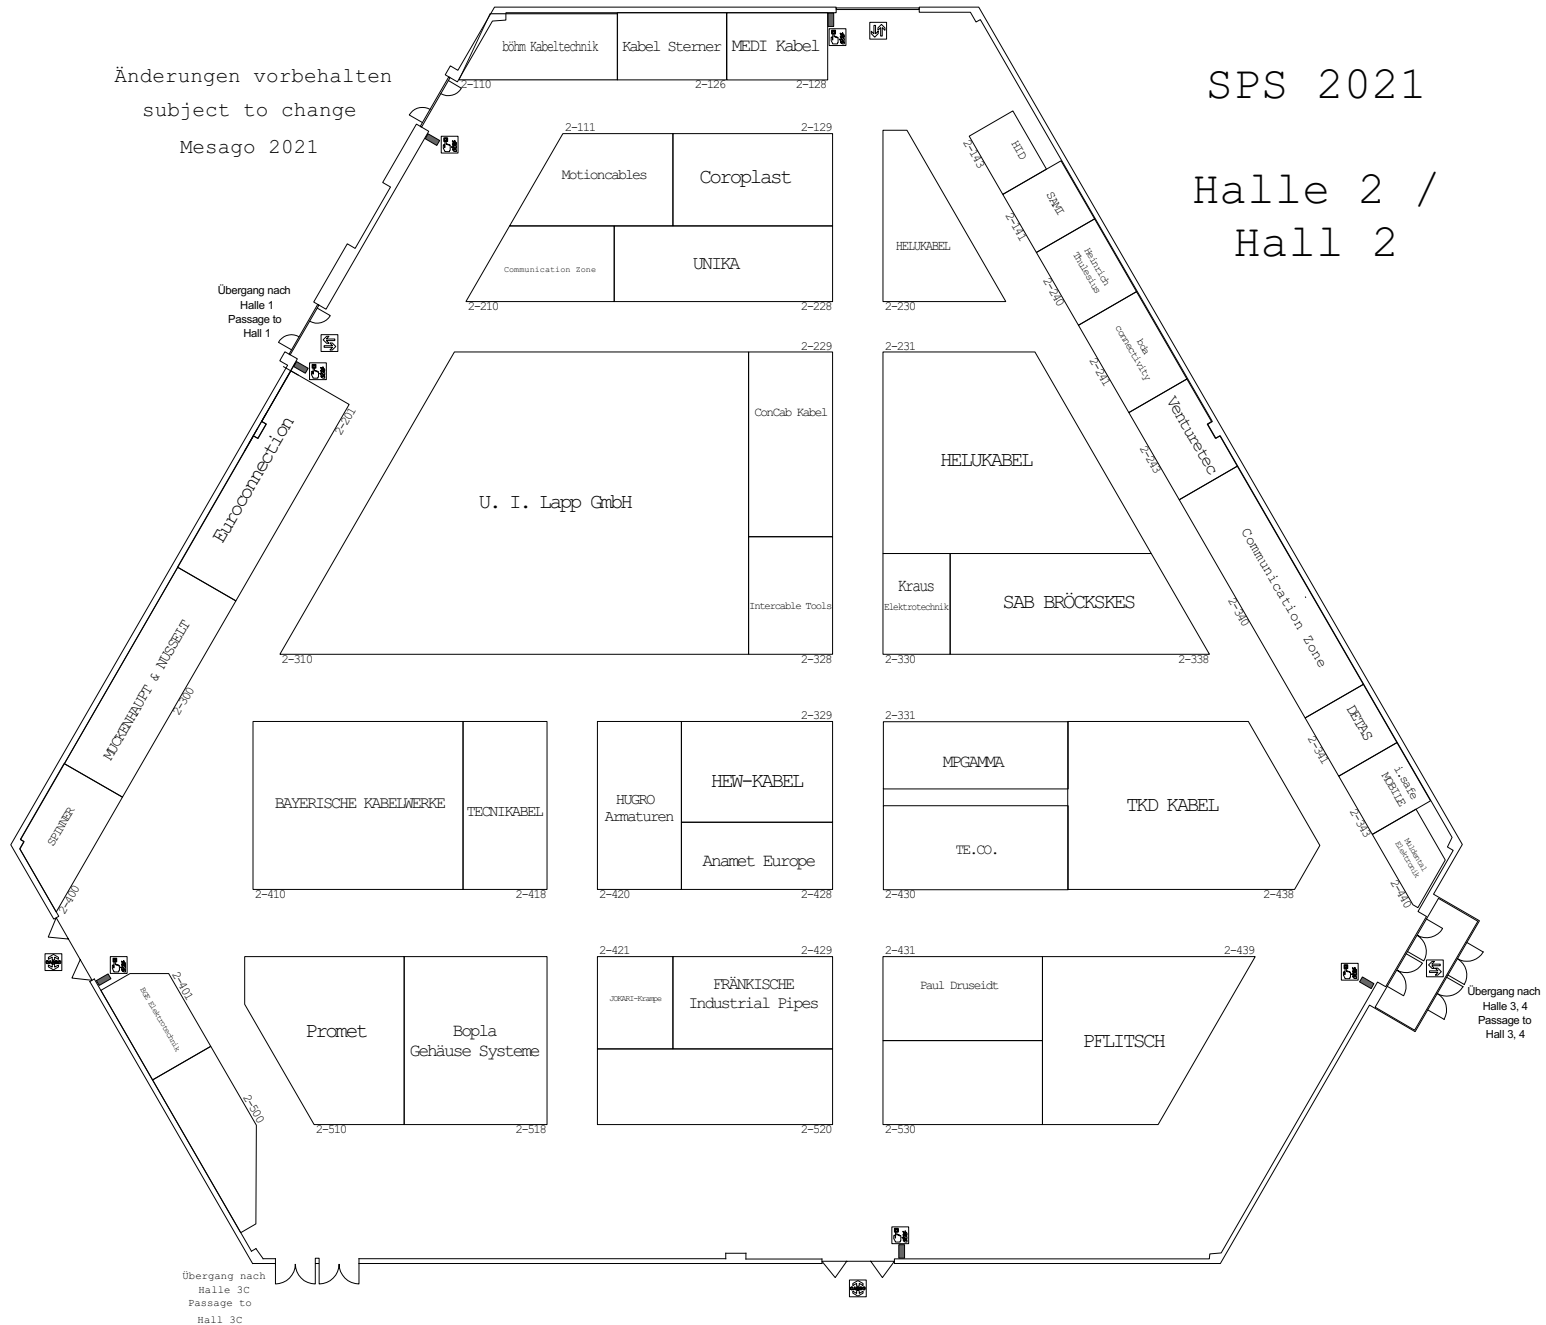 Änderungen vorbehalten
subject to change
Mesago 2021
SPS 2021
Halle 2 /
Hall 2
böhm Kabeltechnik
Kabel Sterner
MEDI Kabel
2-110
2-126
2-128
2-111
2-129
Motioncables
Coroplast
Communication Zone
UNIKA
2-210
2-228
HELUKABEL
2-230
HID
2-143
SAMI
2-141
Heinrich
Thulesius
2-240
bda
connectivity
2-241
Venturetec
2-243
Communication Zone
2-340
DETAS
2-341
i.safe
MOBILE
2-343
Muldental
Elektronik
2-440
Übergang nach
Halle 1
Passage to
Hall 1
2-201
Euroconnection
MUCKENHAUPT & NUSSELT
2-300
SPINNER
2-400
2-229
ConCab Kabel
U. I. Lapp GmbH
Intercable Tools
2-310
2-328
2-231
HELUKABEL
Kraus
Elektrotechnik
SAB BRÖCKSKES
2-330
2-338
BAYERISCHE KABELWERKE
TECNIKABEL
2-410
2-418
2-329
HUGRO
Armaturen
HEW-KABEL
Anamet Europe
2-420
2-428
2-331
MPGAMMA
TKD KABEL
TE.CO.
2-430
2-438
2-401
BGE Elektrotechnik
2-500
Promet
Bopla
Gehäuse Systeme
2-510
2-518
2-421
2-429
JOKARI-Krampe
FRÄNKISCHE
Industrial Pipes
2-520
2-431
2-439
Paul Druseidt
PFLITSCH
2-530
Übergang nach
Halle 3, 4
Passage to
Hall 3, 4
Übergang nach
Halle 3C
Passage to
Hall 3C